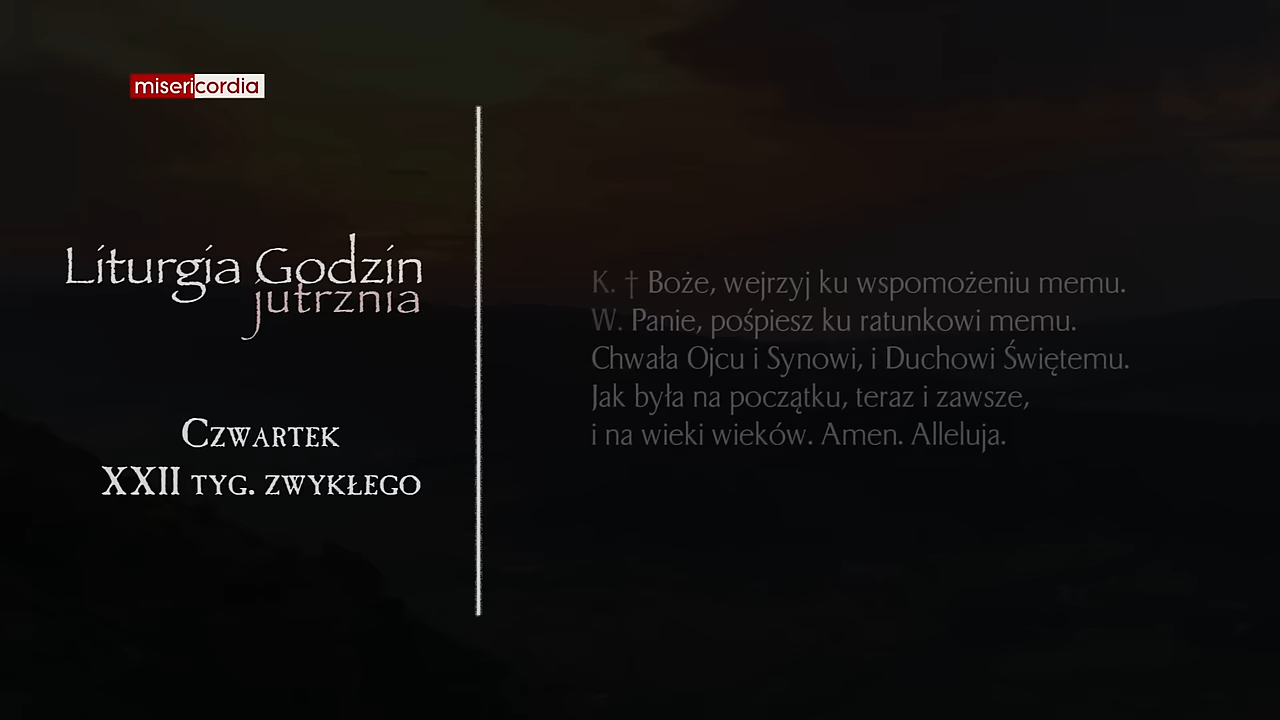 misericordia
Liturgia Godzin
jutrznia
Czwartek
XXII tyg. zwykłego
K. † Boże, wejrzyj ku wspomożeniu memu.
W. Panie, pośpiesz ku ratunkowi memu.
Chwała Ojcu i Synowi, i Duchowi Świętemu.
Jak była na początku, teraz i zawsze,
i na wieki wieków. Amen. Alleluja.